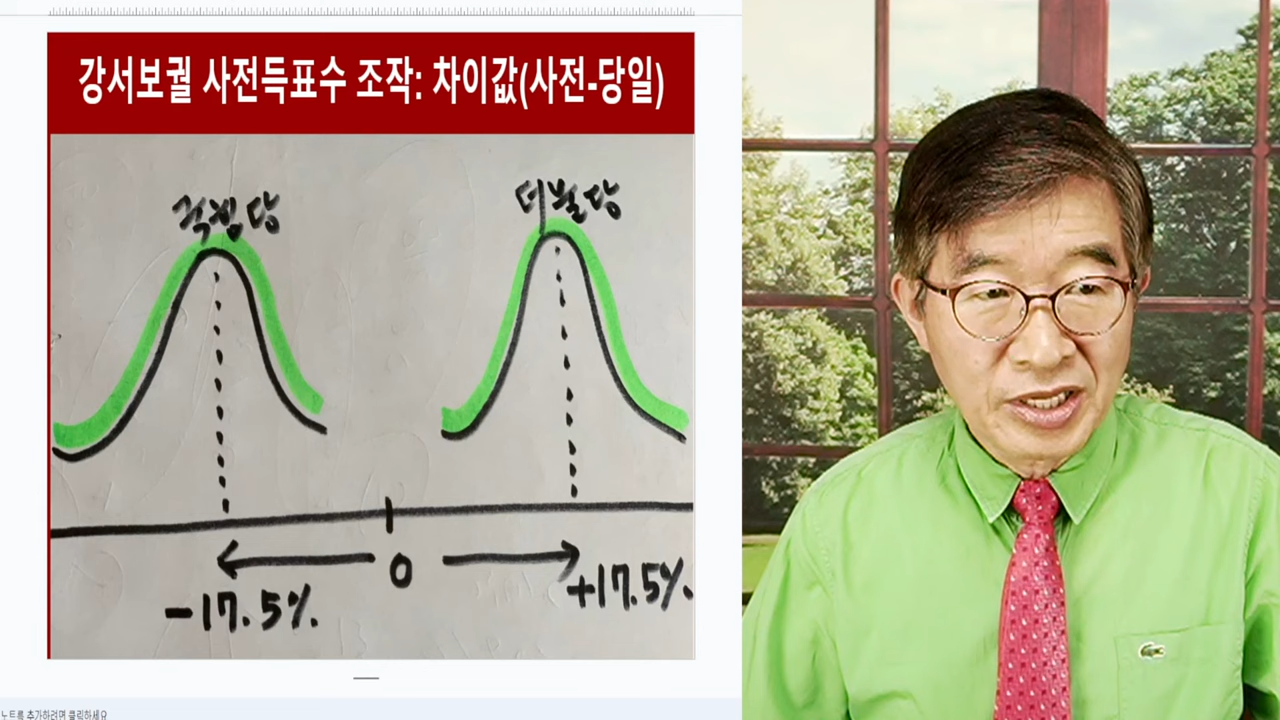 강서보궐 사전득표수 조작: 차이값(사전-당일)
국힘당
더불당
0
-17.5%.
+17.5%.
노트를 추가하려면 클릭하세요